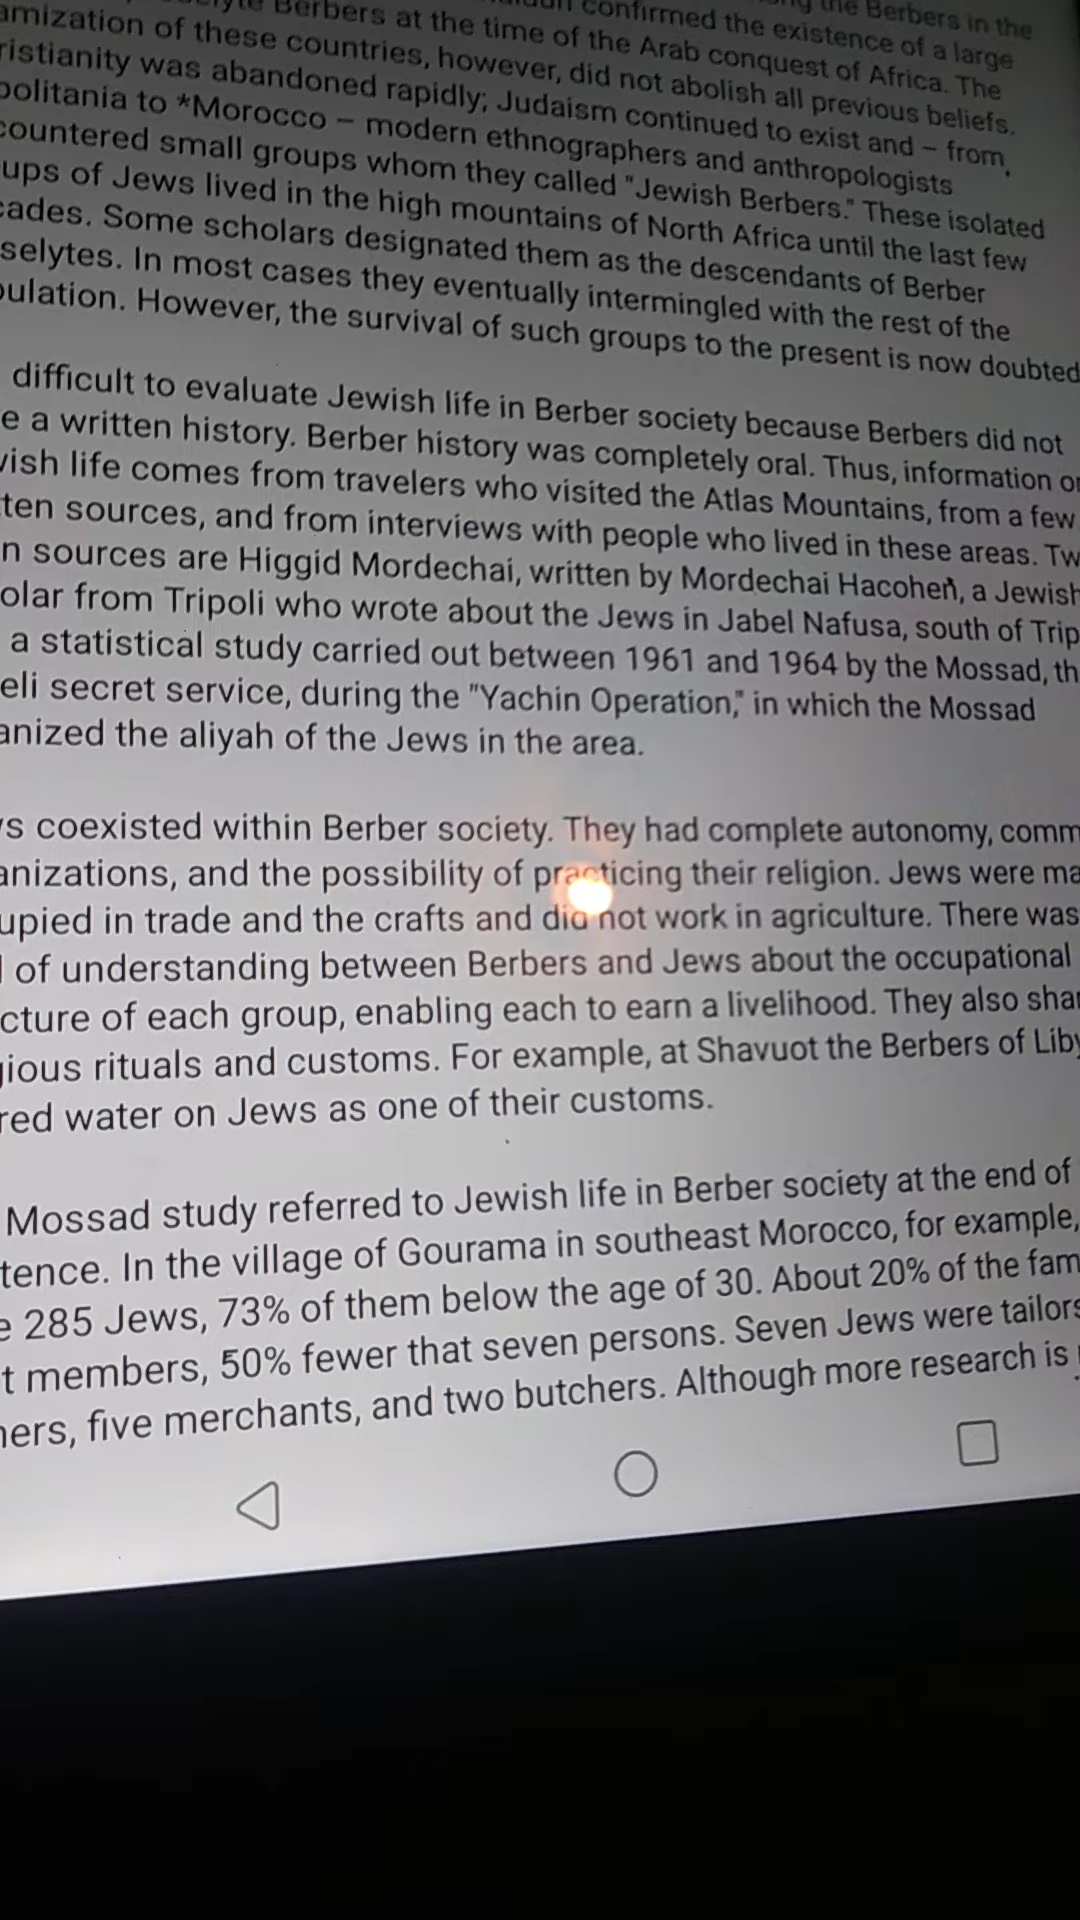 Berbers in the
Berbers at the time of the Arab conquest of Africa. The
confirmed the existence of a large
amization of these countries, however, did not abolish all previous beliefs.
ristianity was abandoned rapidly; Judaism continued to exist and – from
politania to *Morocco – modern ethnographers and anthropologists
countered small groups whom they called "Jewish Berbers." These isolated
ups of Jews lived in the high mountains of North Africa until the last few
cades. Some scholars designated them as the descendants of Berber
selytes. In most cases they eventually intermingled with the rest of the
pulation. However, the survival of such groups to the present is now doubted
difficult to evaluate Jewish life in Berber society because Berbers did not
e a written history. Berber history was completely oral. Thus, information on
vish life comes from travelers who visited the Atlas Mountains, from a few
ten sources, and from interviews with people who lived in these areas. Tw
n sources are Higgid Mordechai, written by Mordechai Hacohen, a Jewish
olar from Tripoli who wrote about the Jews in Jabel Nafusa, south of Trip
a statistical study carried out between 1961 and 1964 by the Mossad, th
eli secret service, during the "Yachin Operation," in which the Mossad
anized the aliyah of the Jews in the area.
s coexisted within Berber society. They had complete autonomy, comm
anizations, and the possibility of practicing their religion. Jews were ma
upied in trade and the crafts and did not work in agriculture. There was
of understanding between Berbers and Jews about the occupational
cture of each group, enabling each to earn a livelihood. They also shar
gious rituals and customs. For example, at Shavuot the Berbers of Liby
red water on Jews as one of their customs.
Mossad study referred to Jewish life in Berber society at the end of
tence. In the village of Gourama in southeast Morocco, for example,
e 285 Jews, 73% of them below the age of 30. About 20% of the fam
t members, 50% fewer that seven persons. Seven Jews were tailors
ners, five merchants, and two butchers. Although more research is